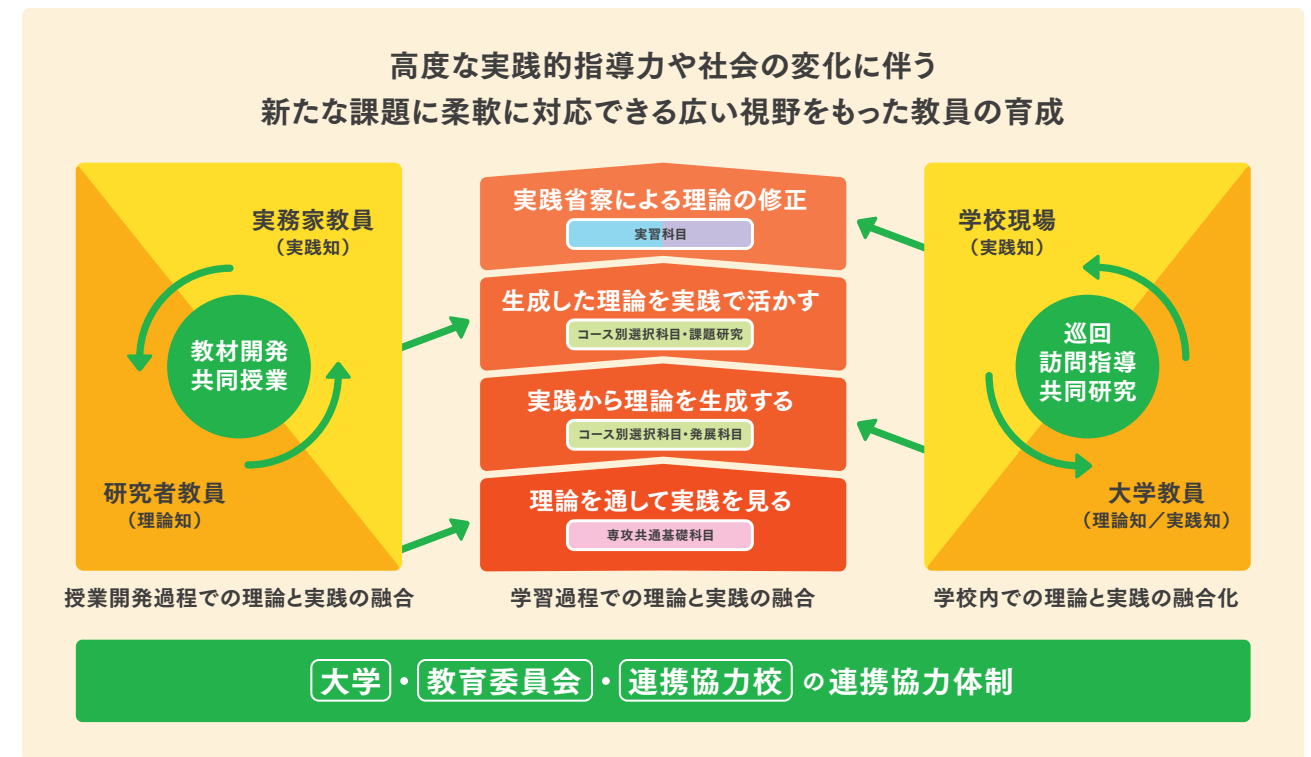 高度な実践的指導力や社会の変化に伴う
新たな課題に柔軟に対応できる広い視野をもった教員の育成
実務家教員
（実践知）
教材開発
共同授業
研究者教員
（理論知）
授業開発過程での理論と実践の融合
実践省察による理論の修正
実習科目
生成した理論を実践で活かす
コース別選択科目・課題研究
実践から理論を生成する
コース別選択科目・発展科目
理論を通して実践を見る
専攻共通基礎科目
学習過程での理論と実践の融合
学校現場
（実践知）
巡回
訪問指導
共同研究
大学教員
（理論知／実践知）
学校内での理論と実践の融合化
大学・教育委員会・連携協力校の連携協力体制